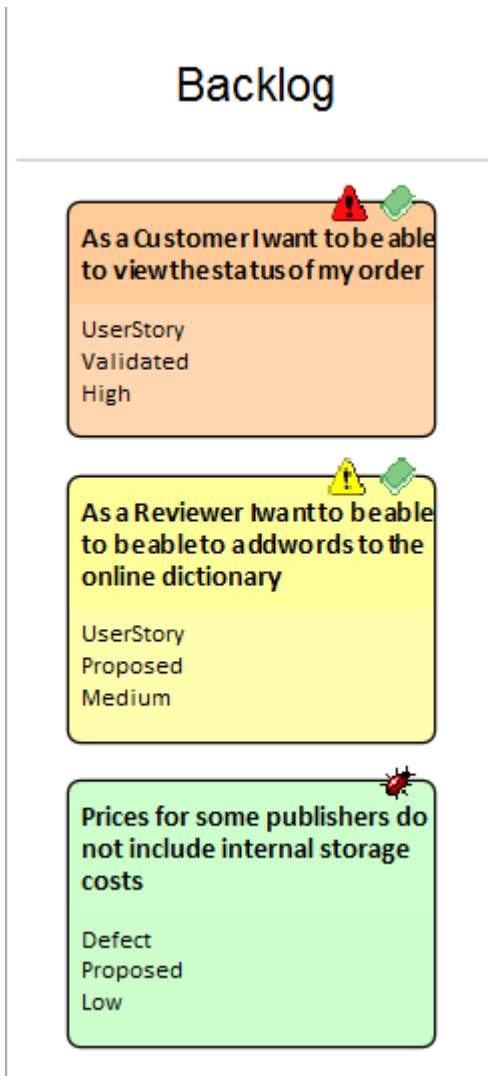 Backlog
As a Customer I want to be able
to view the status of my order
UserStory
Validated
High
As a Reviewer I want to be able
to be able to add words to the
online dictionary
UserStory
Proposed
Medium
Prices for some publishers do
not include internal storage
costs
Defect
Proposed
Low